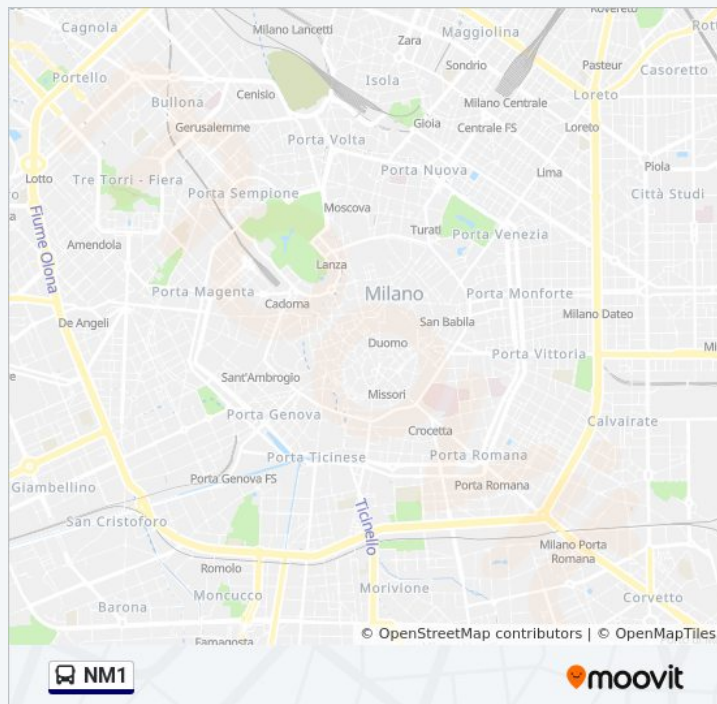 Cagnola
Milano Lancetti
Zara
Maggiolina
Rovereto
Portello
Sondrio
Pasteur
Casoretto
Bullona
Cenisio
Isola
Milano Centrale
Loreto
Gerusalemme
Gioia
Centrale FS
Loreto
Porta Volta
Lotto
Tre Torri - Fiera
Porta Nuova
Lima
Piola
Porta Sempione
Città Studi
Moscova
Fiume Olona
Amendola
Turati
Porta Venezia
Lanza
Porta Magenta
Cadorna
Milano
Porta Monforte
De Angeli
San Babila
Milano Dateo
Duomo
Porta Vittoria
Sant'Ambrogio
Missori
Porta Genova
Crocetta
Calvairate
Porta Ticinese
Porta Romana
Giambellino
Porta Genova FS
Porta Romana
San Cristoforo
Ticinello
Milano Porta
Romana
Romolo
Barona
Moncucco
Morivione
Corvetto
Famagosta
© OpenStreetMap contributors | © OpenMapTiles
NM1
moovit